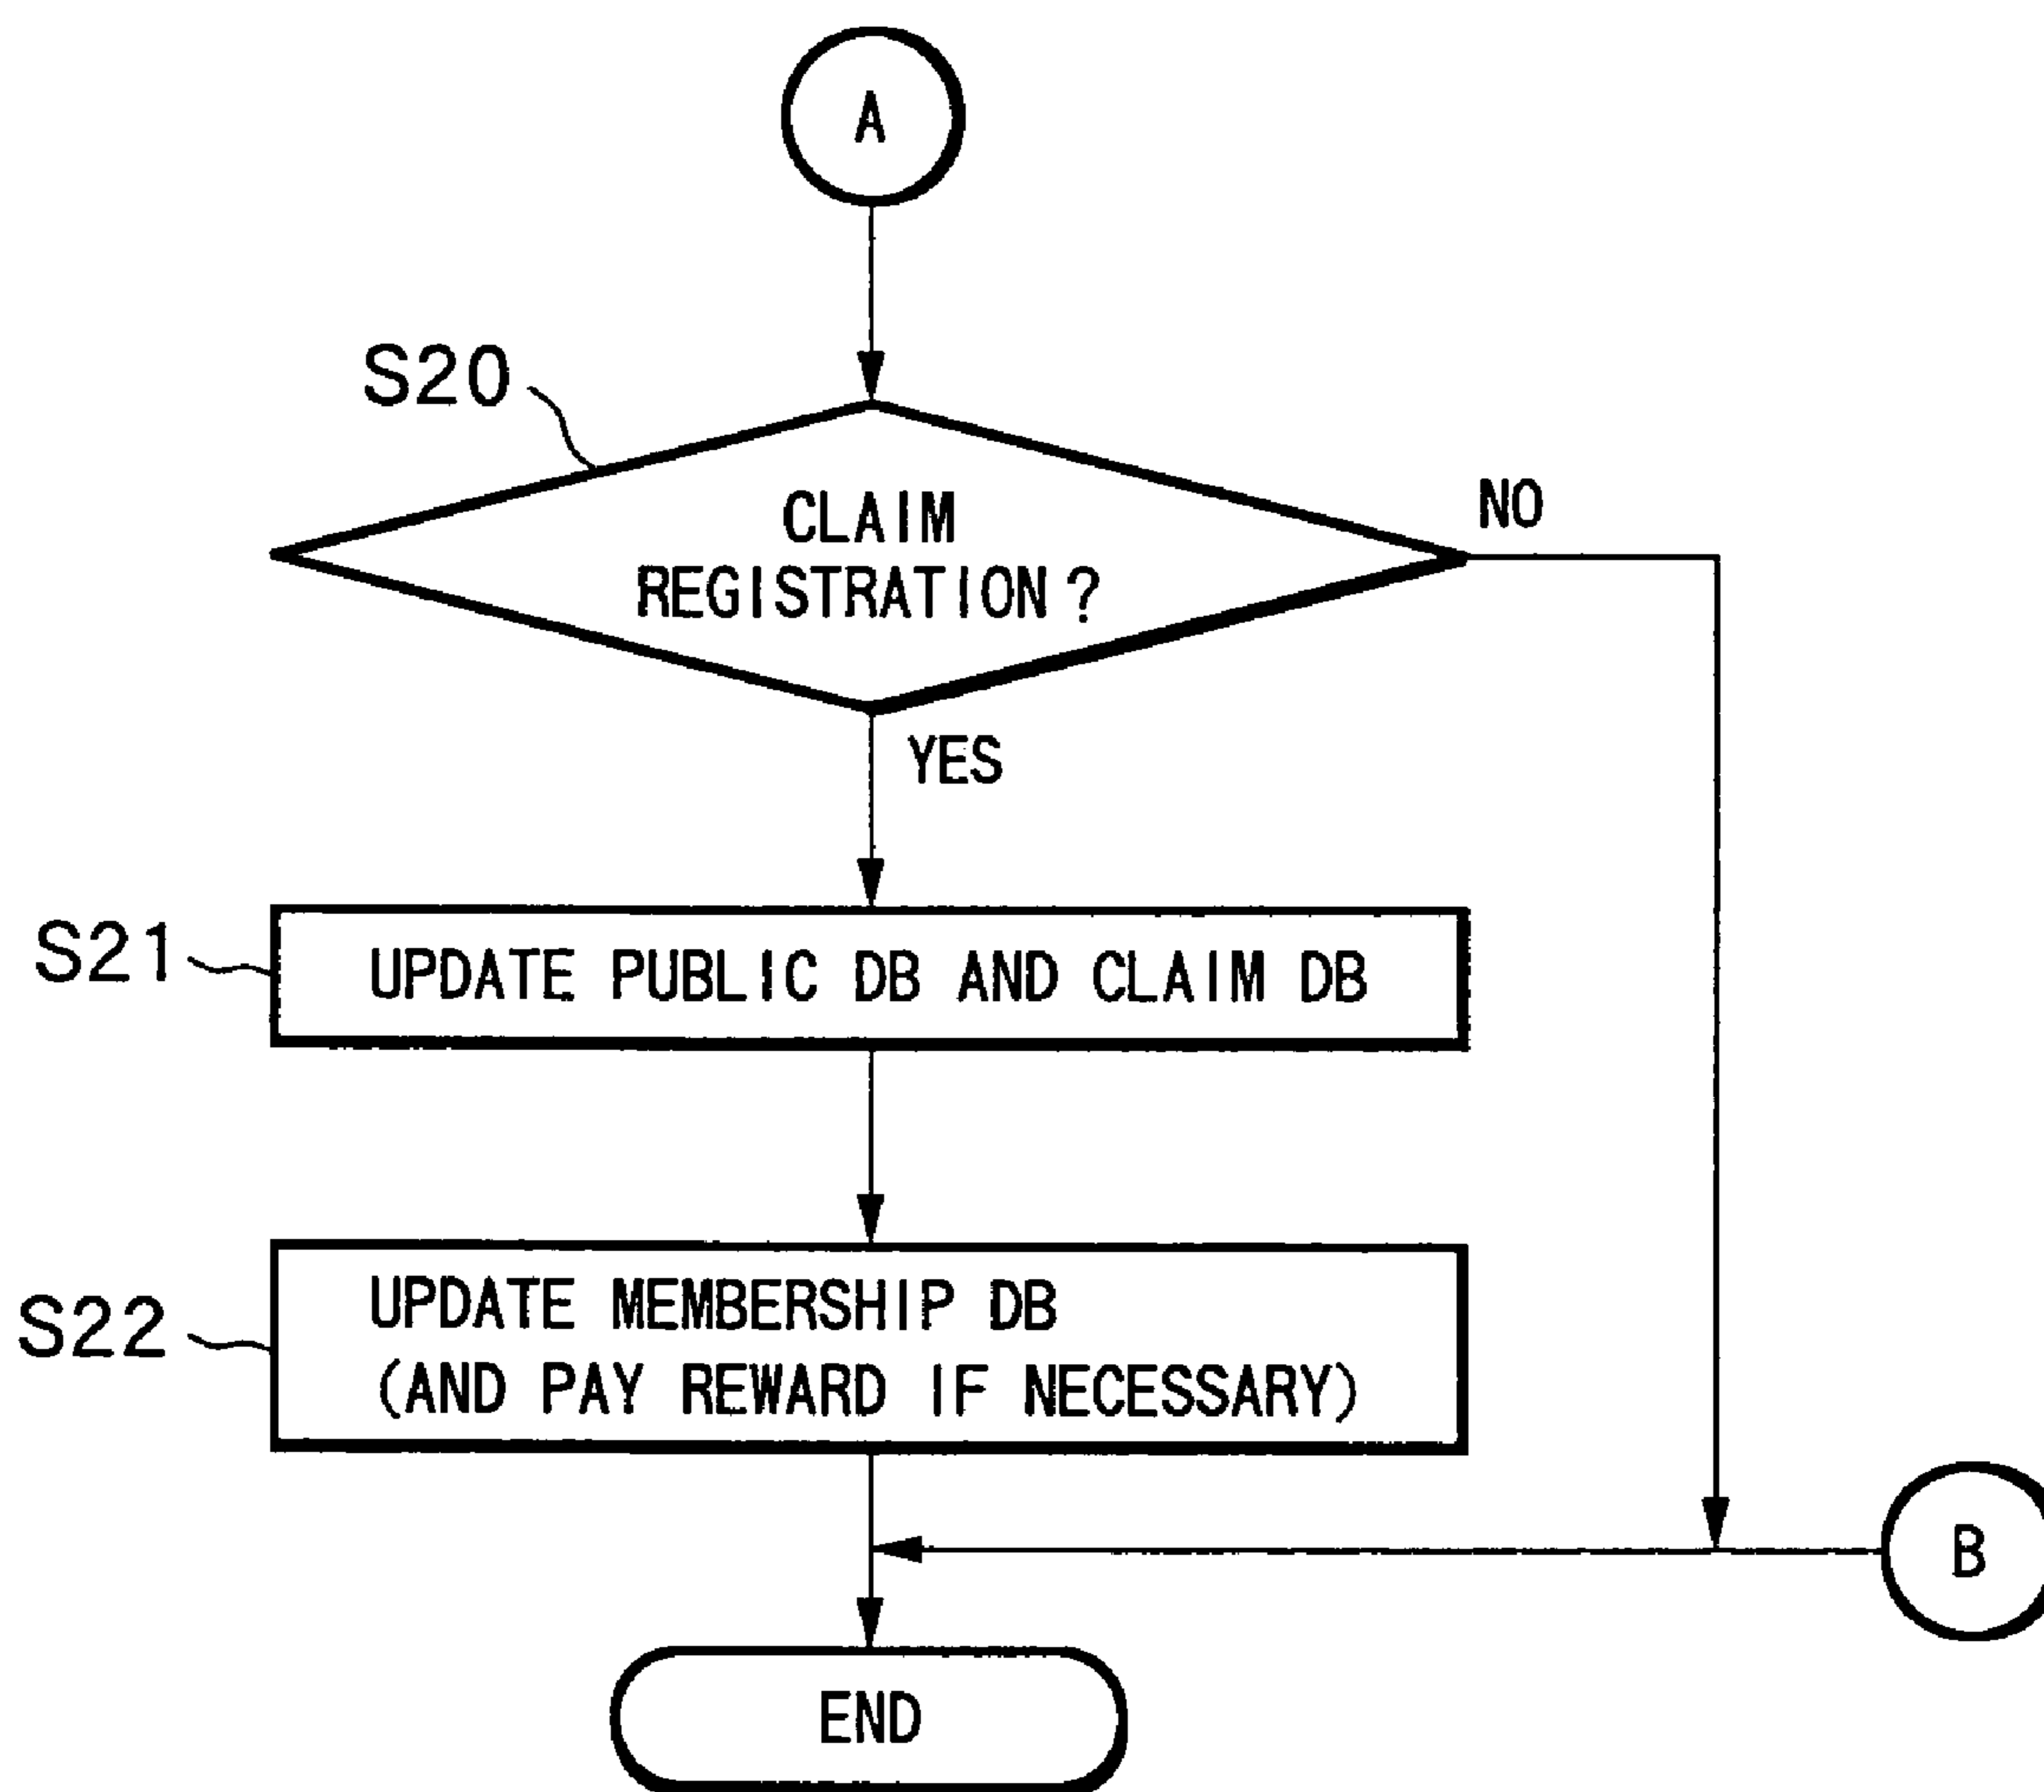 A
S20
CLAIM
REGISTRATION?
NO
YES
S21
UPDATE PUBLIC DB AND CLAIM DB
S22
UPDATE MEMBERSHIP DB
(AND PAY REWARD IF NECESSARY)
B
END